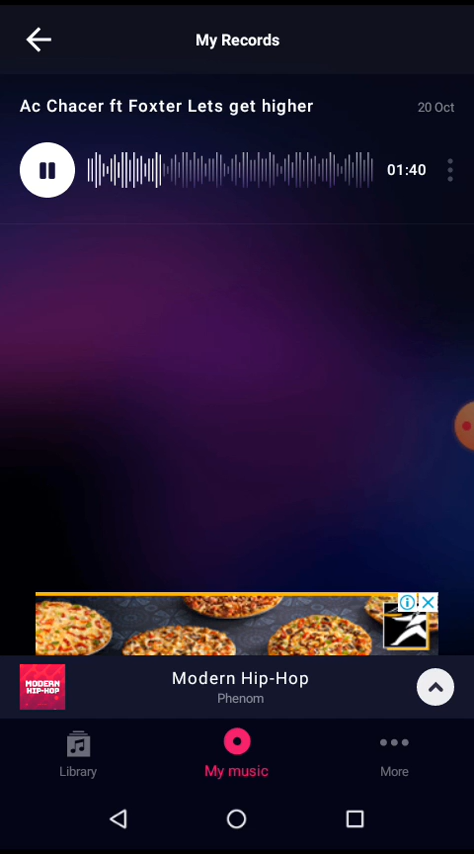 My Records
Ac Chacer ft Foxter Lets get higher
20 Oct
01:40
MODERN
HIP-HOP
Modern Hip-Hop
Phenom
Library
My music
More